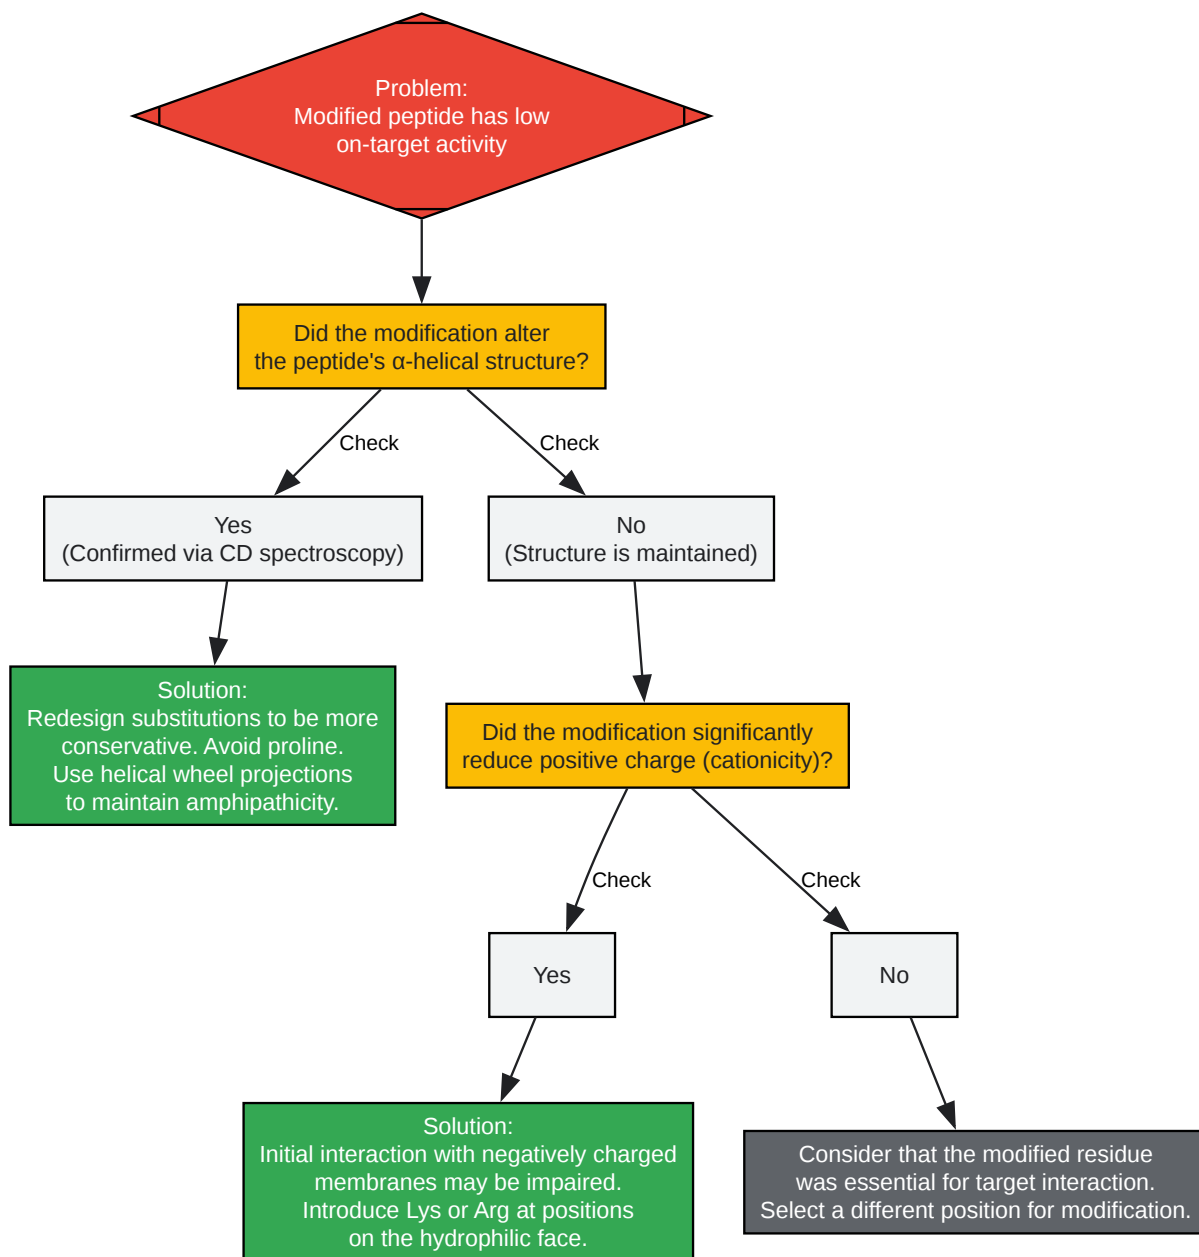 Problem:
Modified peptide has low
on-target activity
Did the modification alter
the peptide's α-helical structure?
Check
Check
Yes
(Confirmed via CD spectroscopy)
No
(Structure is maintained)
Solution:
Redesign substitutions to be more
conservative. Avoid proline.
Use helical wheel projections
to maintain amphipathicity.
Did the modification significantly
reduce positive charge (cationicity)?
Check
Check
Yes
No
Solution:
Initial interaction with negatively charged
membranes may be impaired.
Introduce Lys or Arg at positions
on the hydrophilic face.
Consider that the modified residue
was essential for target interaction.
Select a different position for modification.